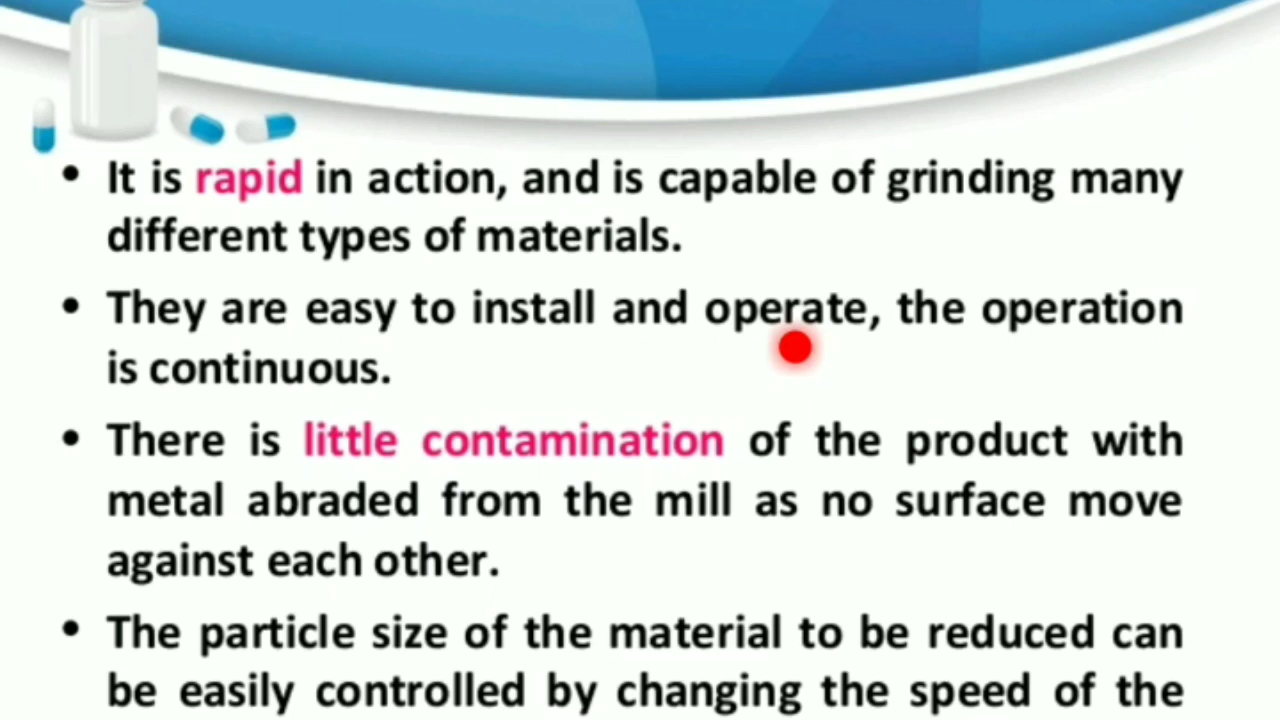 • It is rapid in action, and is capable of grinding many
different types of materials.
• They are easy to install and operate, the operation
is continuous.
• There is little contamination of the product with
metal abraded from the mill as no surface move
against each other.
• The particle size of the material to be reduced can
be easily controlled by changing the speed of the